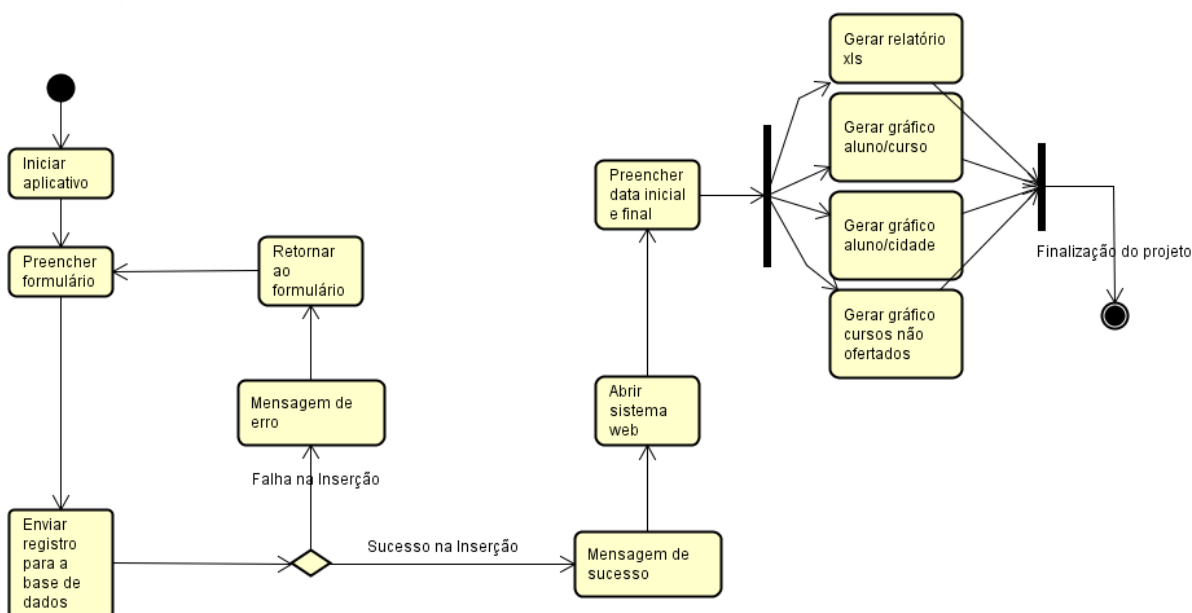 Iniciar
aplicativo
Preencher
formulário
Enviar
registro
para a
base de
dados
Retornar
ao
formulário
Mensagem de
erro
Falha na Inserção
Sucesso na Inserção
Mensagem de
sucesso
Abrir
sistema
web
Preencher
data inicial
e final
Gerar relatório
xls
Gerar gráfico
aluno/curso
Gerar gráfico
aluno/cidade
Gerar gráfico
cursos não
ofertados
Finalização do projeto